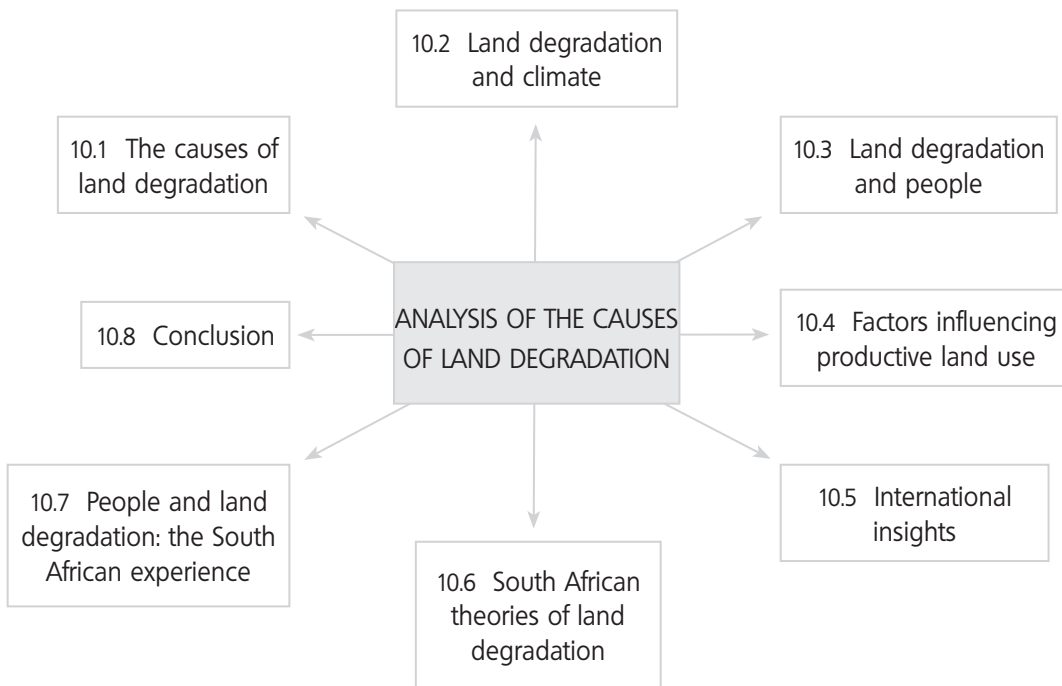 10.2 Land degradation
and climate
10.1 The causes of
land degradation
10.3 Land degradation
and people
ANALYSIS OF THE CAUSES
OF LAND DEGRADATION
10.8 Conclusion
10.4 Factors influencing
productive land use
10.7 People and land
degradation: the South
African experience
10.5 International
insights
10.6 South African
theories of land
degradation